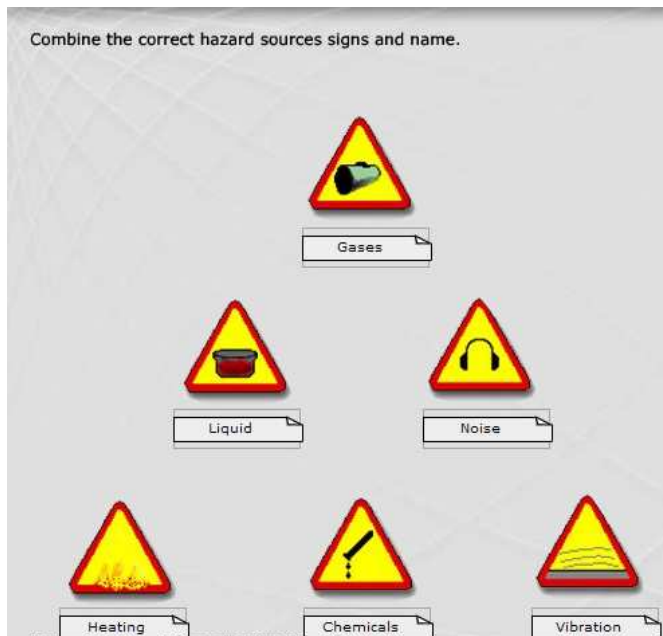 Combine the correct hazard sources signs and name.
Gases
Liquid
Noise
Heating
Chemicals
Vibration